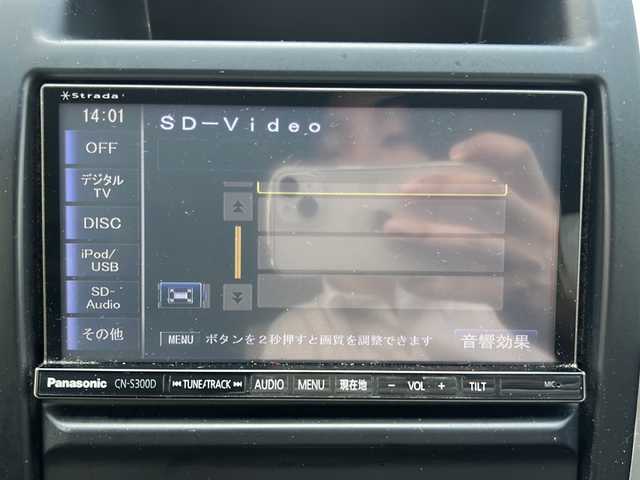 Strada
14:01
SD-Video
OFF
デジタル
TV
DISC
iPod/
USB
SD-
Audio
その他
MENU ボタンを2秒押すと画質を調整できます
音響効果
Panasonic CN-S300D TUNE/TRACK AUDIO MENU 現在地 − VOL + TILT MIC